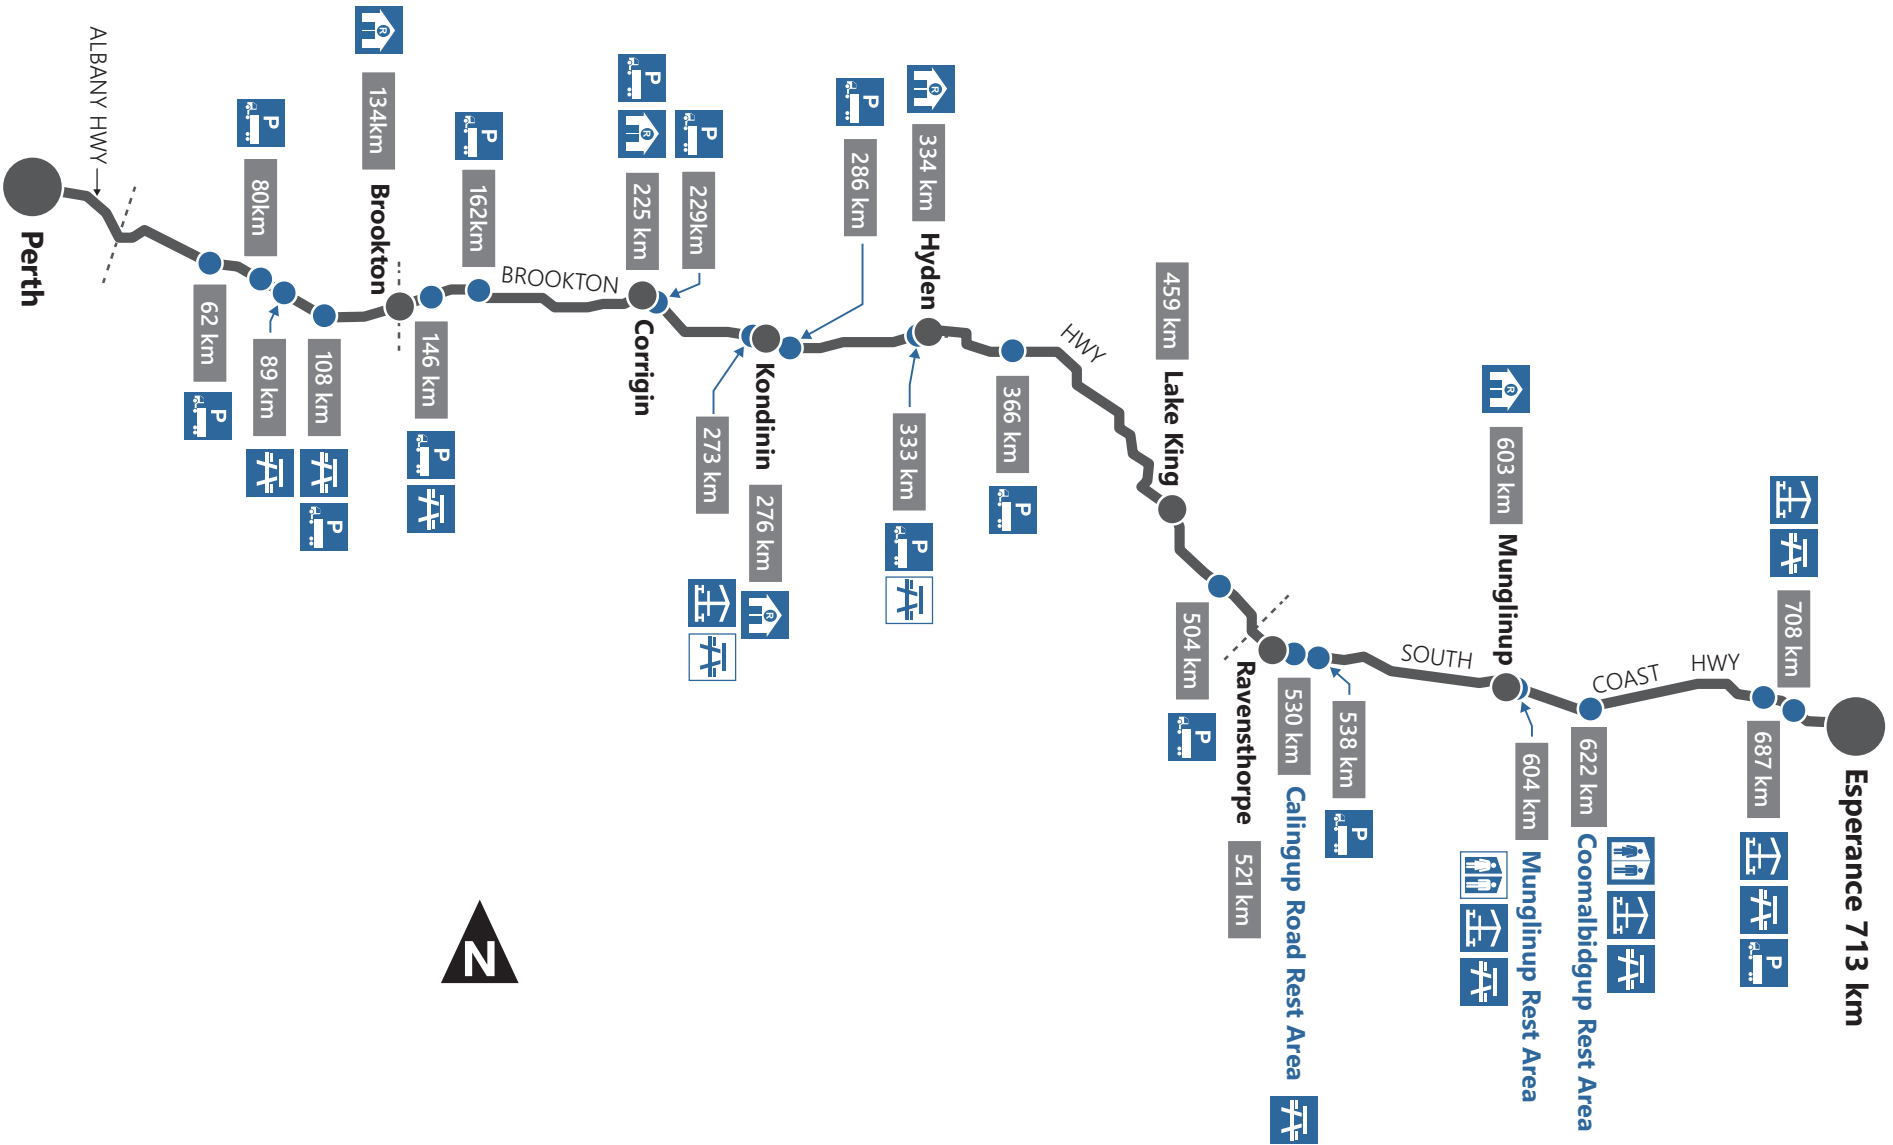 ALBANY HWY
Perth
P
80km
62 km
P
89 km
108 km
P
R
134km
Brookton
146 km
P
P
162km
BROOKTON
P
R
225 km
Corrigin
P
229km
273 km
Kondinin
276 km
R
P
286 km
R
334 km
Hyden
333 km
P
366 km
P
HWY
459 km
Lake King
504 km
P
Ravensthorpe
521 km
530 km
Calingup Road Rest Area
538 km
P
SOUTH
R
603 km
Munglinup
604 km
Munglinup Rest Area
622 km
Coomalbidgup Rest Area
COAST
HWY
687 km
P
708 km
Esperance 713 km
N